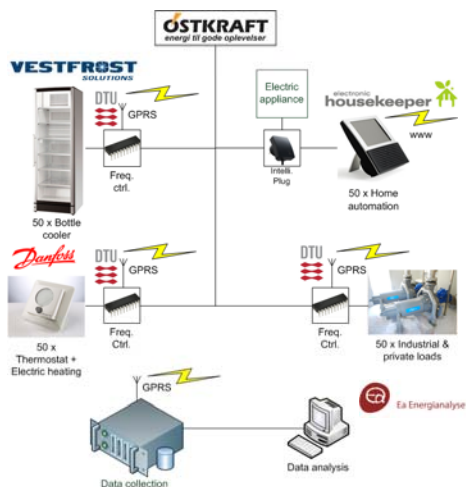 ÖSTKRAFT
energi til gode oplevelser
VESTFROST
SOLUTIONS
DTU
GPRS
Freq.
ctrl.
50 x Bottle
cooler
Electric
appliance
Intelli.
Plug
electronic
housekeeper
www
50 x Home
automation
Danfoss
DTU
GPRS
Freq.
Ctrl.
50 x
Thermostat +
Electric heating
DTU
GPRS
Freq.
Ctrl.
50 x Industrial &
private loads
GPRS
Data collection
Data analysis
Ea Energianalyse